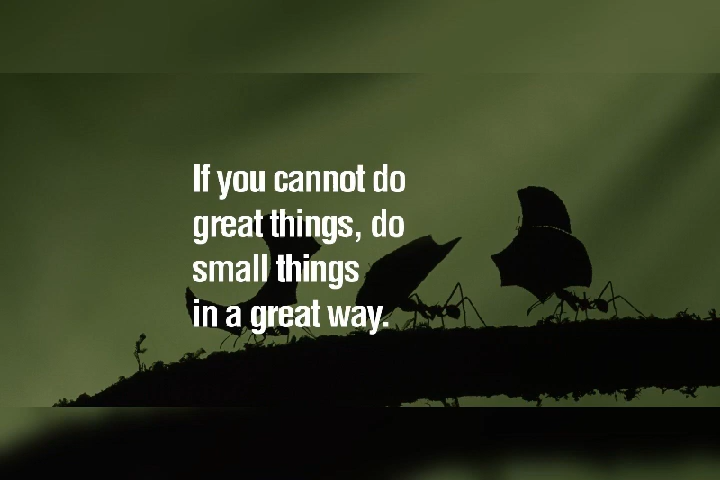 If you cannot do
great things, do
small things
in a great way.